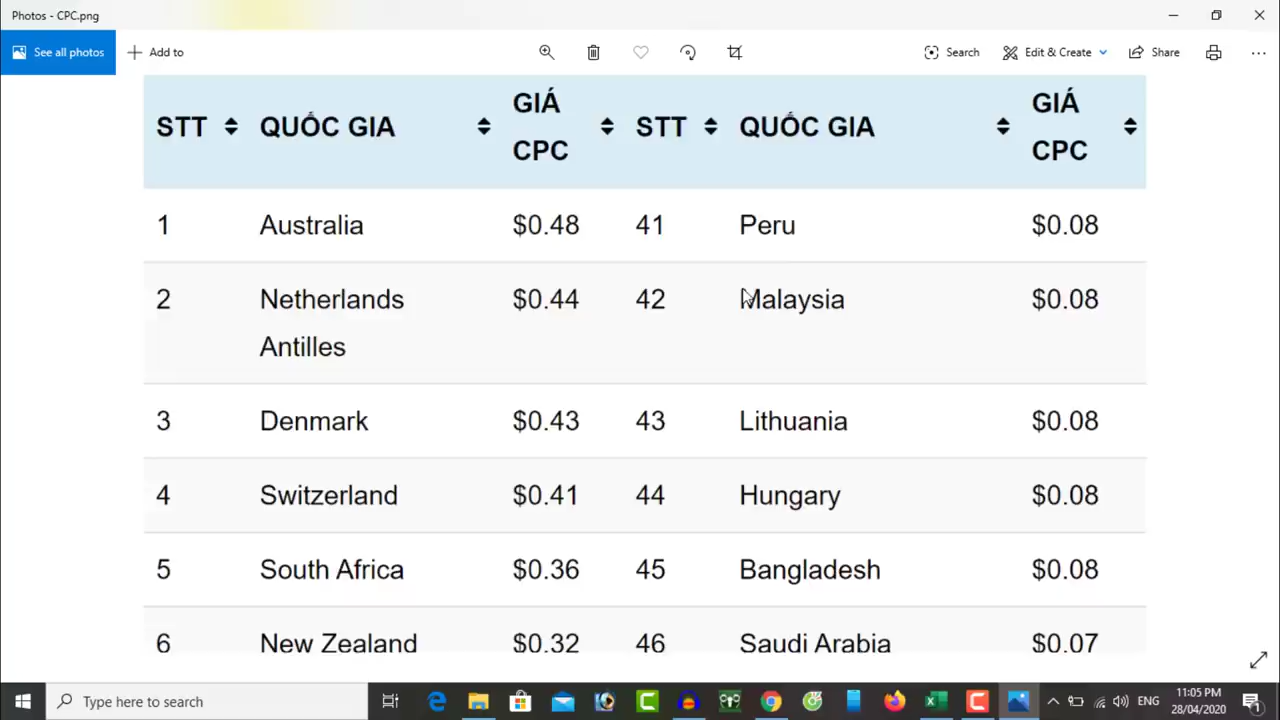 Photos - CPC.png
See all photos
Add to
Search
Edit & Create
Share
STT QUỐC GIA GIÁ CPC STT QUỐC GIA GIÁ CPC
1 Australia $0.48 41 Peru $0.08
2 Netherlands Antilles $0.44 42 Malaysia $0.08
3 Denmark $0.43 43 Lithuania $0.08
4 Switzerland $0.41 44 Hungary $0.08
5 South Africa $0.36 45 Bangladesh $0.08
6 New Zealand $0.32 46 Saudi Arabia $0.07
Type here to search
ENG
11:05 PM
28/04/2020
1